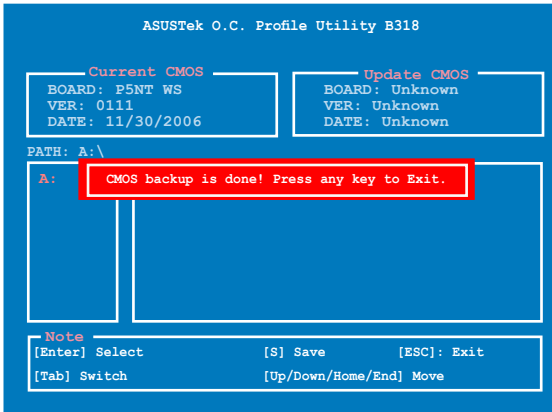 ASUSTek O.C. Profile Utility B318
Current CMOS
BOARD: P5NT WS
VER: 0111
DATE: 11/30/2006
Update CMOS
BOARD: Unknown
VER: Unknown
DATE: Unknown
PATH: A:\
A:
CMOS backup is done! Press any key to Exit.
Note
[Enter] Select [S] Save [ESC]: Exit
[Tab] Switch [Up/Down/Home/End] Move